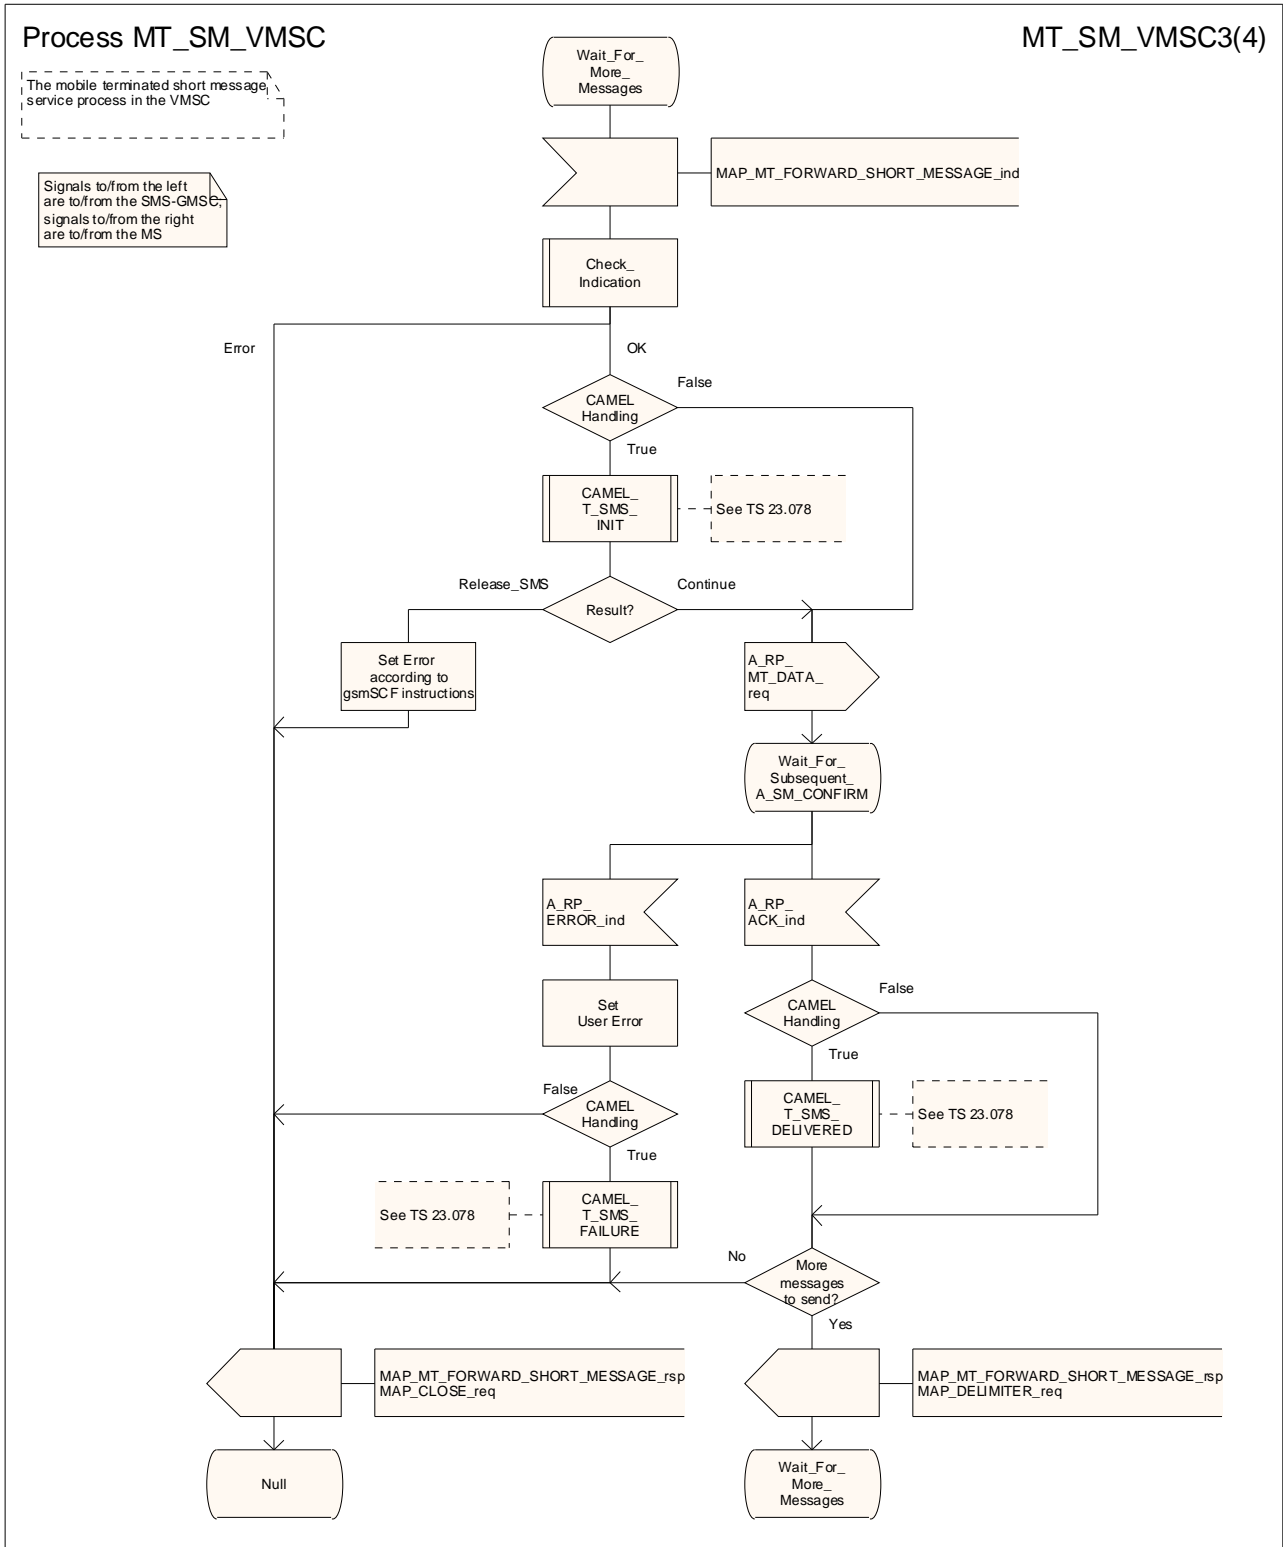 Process MT_SM_VMSC
MT_SM_VMSC3(4)
The mobile terminated short message
service process in the VMSC
Signals to/from the left
are to/from the SMS-GMSC,
signals to/from the right
are to/from the MS
Wait_For_
More_
Messages
MAP_MT_FORWARD_SHORT_MESSAGE_ind
Check_
Indication
Error
OK
CAMEL
Handling
False
True
CAMEL_
T_SMS_
INIT
See TS 23.078
Release_SMS
Result?
Continue
Set Error
according to
gsmSCF instructions
A_RP_
MT_DATA_
req
Wait_For_
Subsequent_
A_SM_CONFIRM
A_RP_
ERROR_ind
A_RP_
ACK_ind
Set
User Error
CAMEL
Handling
False
True
False
CAMEL
Handling
True
CAMEL_
T_SMS_
DELIVERED
See TS 23.078
See TS 23.078
CAMEL_
T_SMS_
FAILURE
No
More
messages
to send?
Yes
MAP_MT_FORWARD_SHORT_MESSAGE_rsp
MAP_CLOSE_req
MAP_MT_FORWARD_SHORT_MESSAGE_rsp
MAP_DELIMITER_req
Null
Wait_For_
More_
Messages